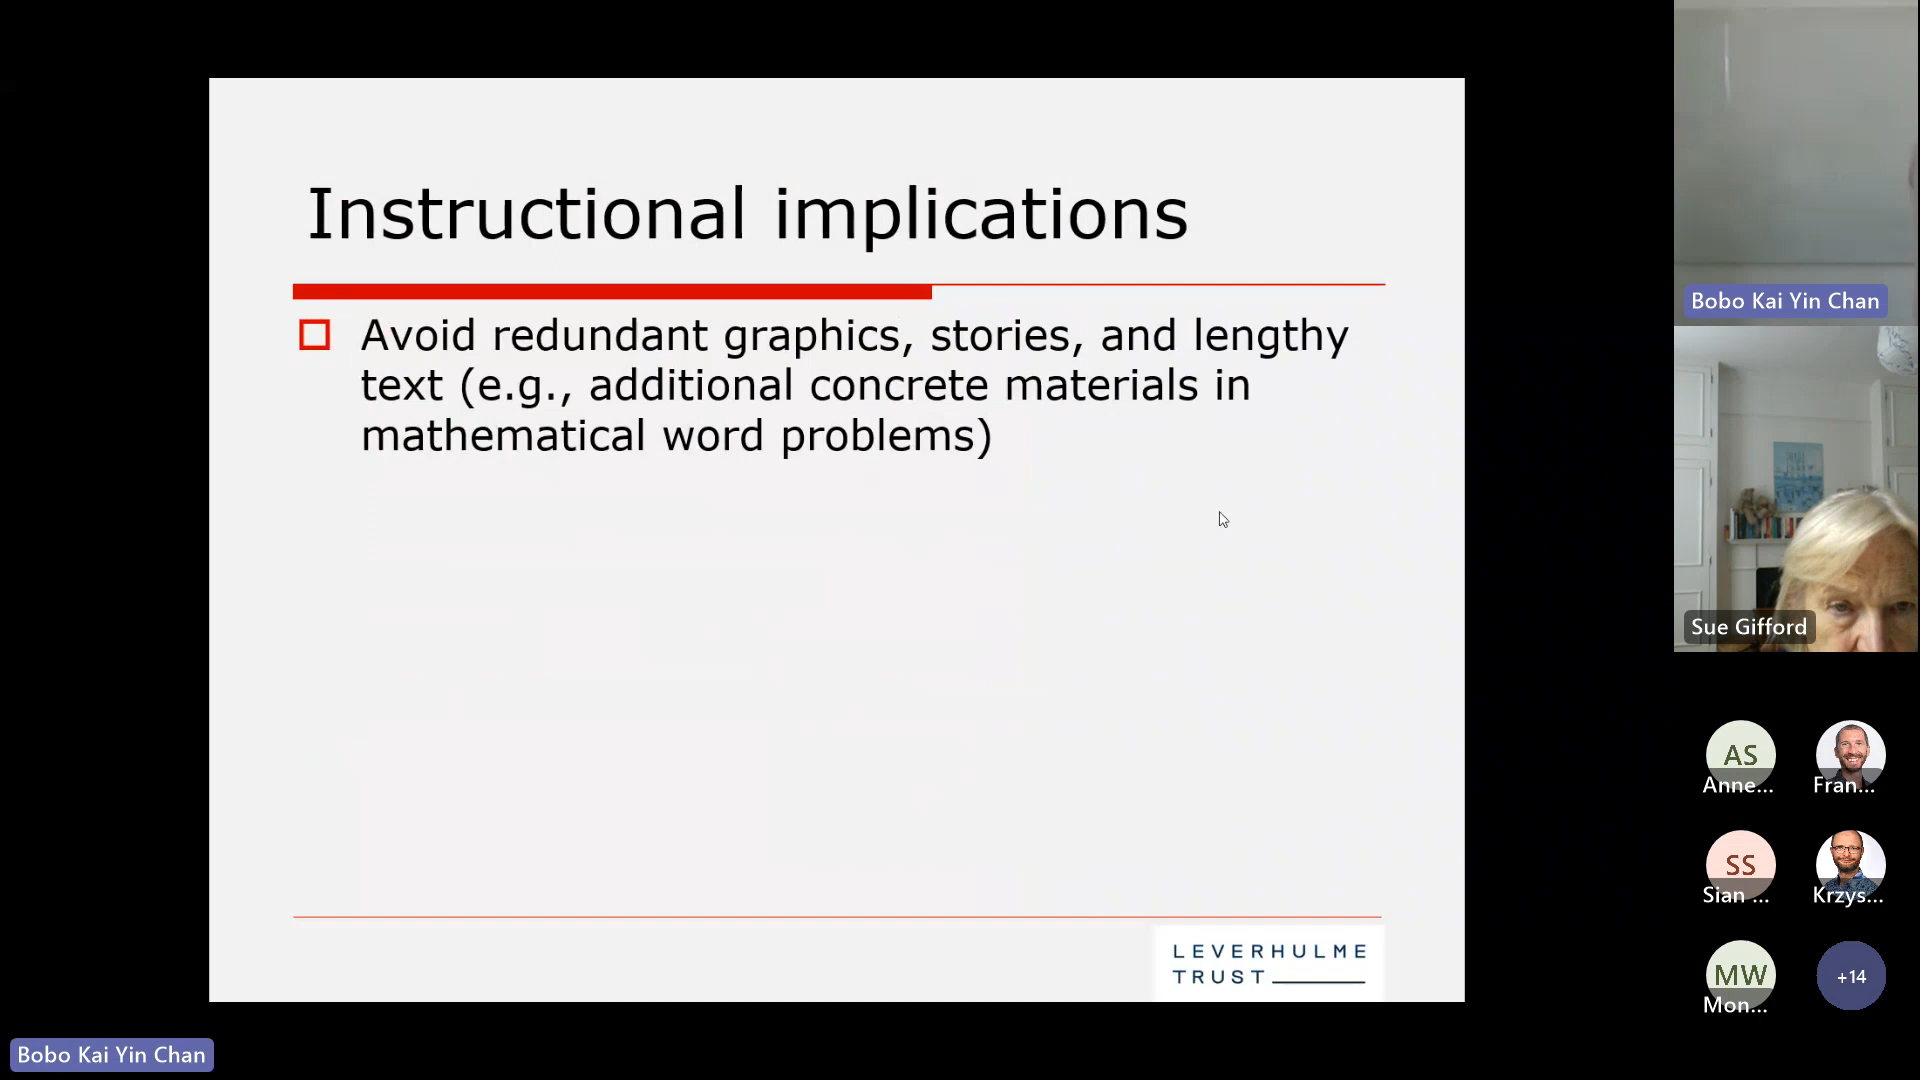 Instructional implications
Avoid redundant graphics, stories, and lengthy
text (e.g., additional concrete materials in
mathematical word problems)
LEVERHULME
TRUST
Bobo Kai Yin Chan
Bobo Kai Yin Chan
Sue Gifford
AS
Anne...
Fran...
SS
Sian ...
Krzys...
MW
Mon...
+14